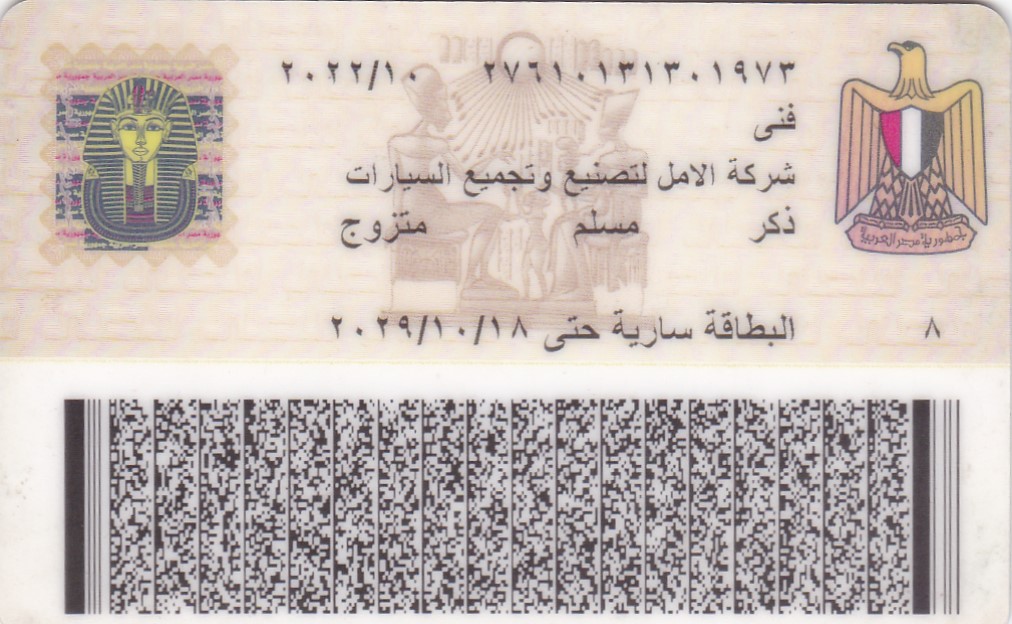 ٢٧٦١٠١٣١٣٠١٩٧٣ ٢٠٢٢/١٠
فنى
شركة الامل لتصنيع وتجميع السيارات
ذكر مسلم متزوج
البطاقة سارية حتى ٢٠٢٩/١٠/١٨
٨
جمهورية مصر العربية